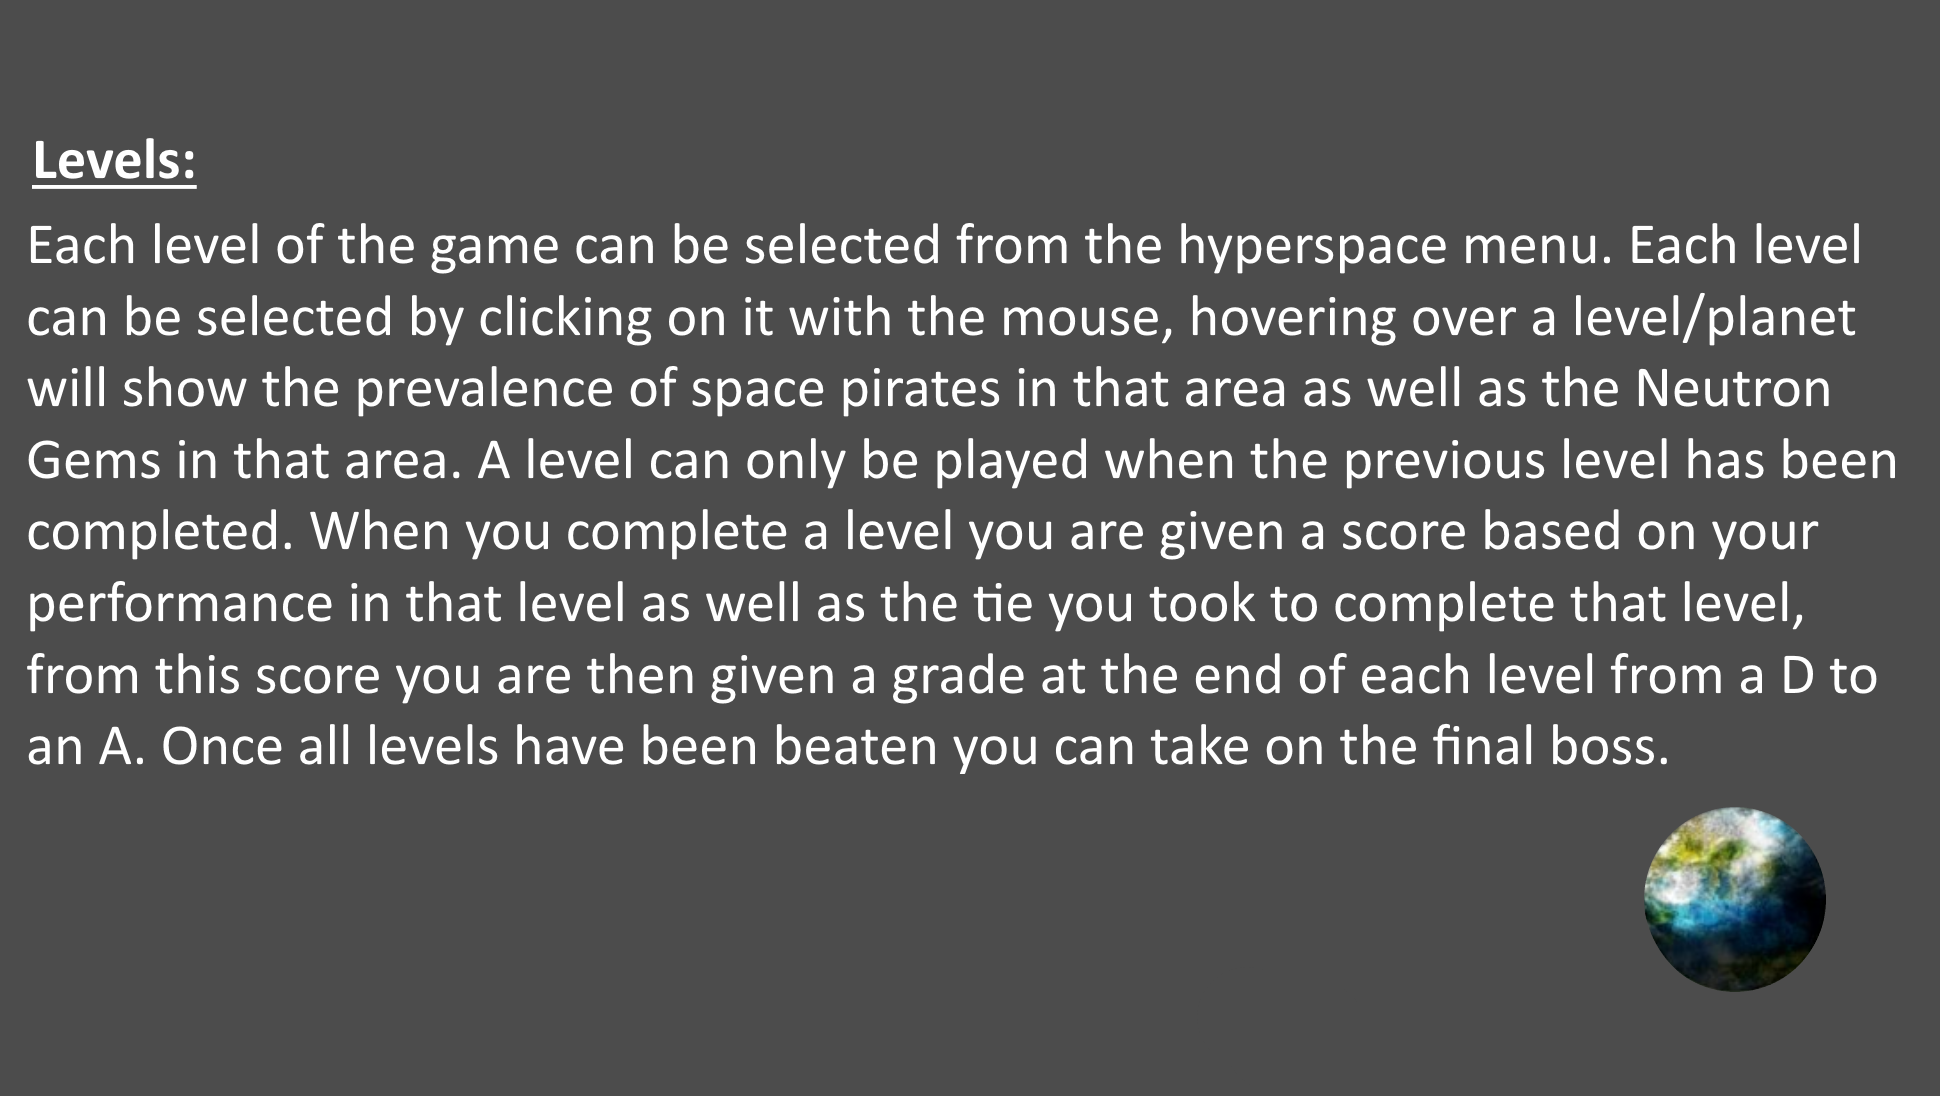 Levels:
Each level of the game can be selected from the hyperspace menu. Each level
can be selected by clicking on it with the mouse, hovering over a level/planet
will show the prevalence of space pirates in that area as well as the Neutron
Gems in that area. A level can only be played when the previous level has been
completed. When you complete a level you are given a score based on your
performance in that level as well as the tie you took to complete that level,
from this score you are then given a grade at the end of each level from a D to
an A. Once all levels have been beaten you can take on the final boss.